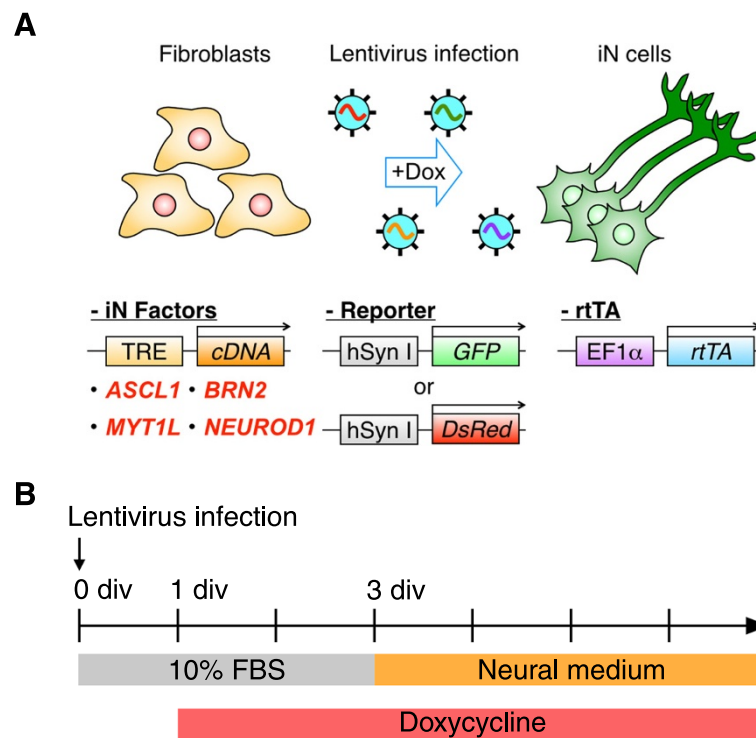 A
Fibroblasts
Lentivirus infection
iN cells
+Dox
- iN Factors
TRE cDNA
• ASCL1 • BRN2
• MYT1L • NEUROD1
- Reporter
hSyn I GFP
or
hSyn I DsRed
- rtTA
EF1α rtTA
B
Lentivirus infection
0 div 1 div 3 div
10% FBS Neural medium
Doxycycline